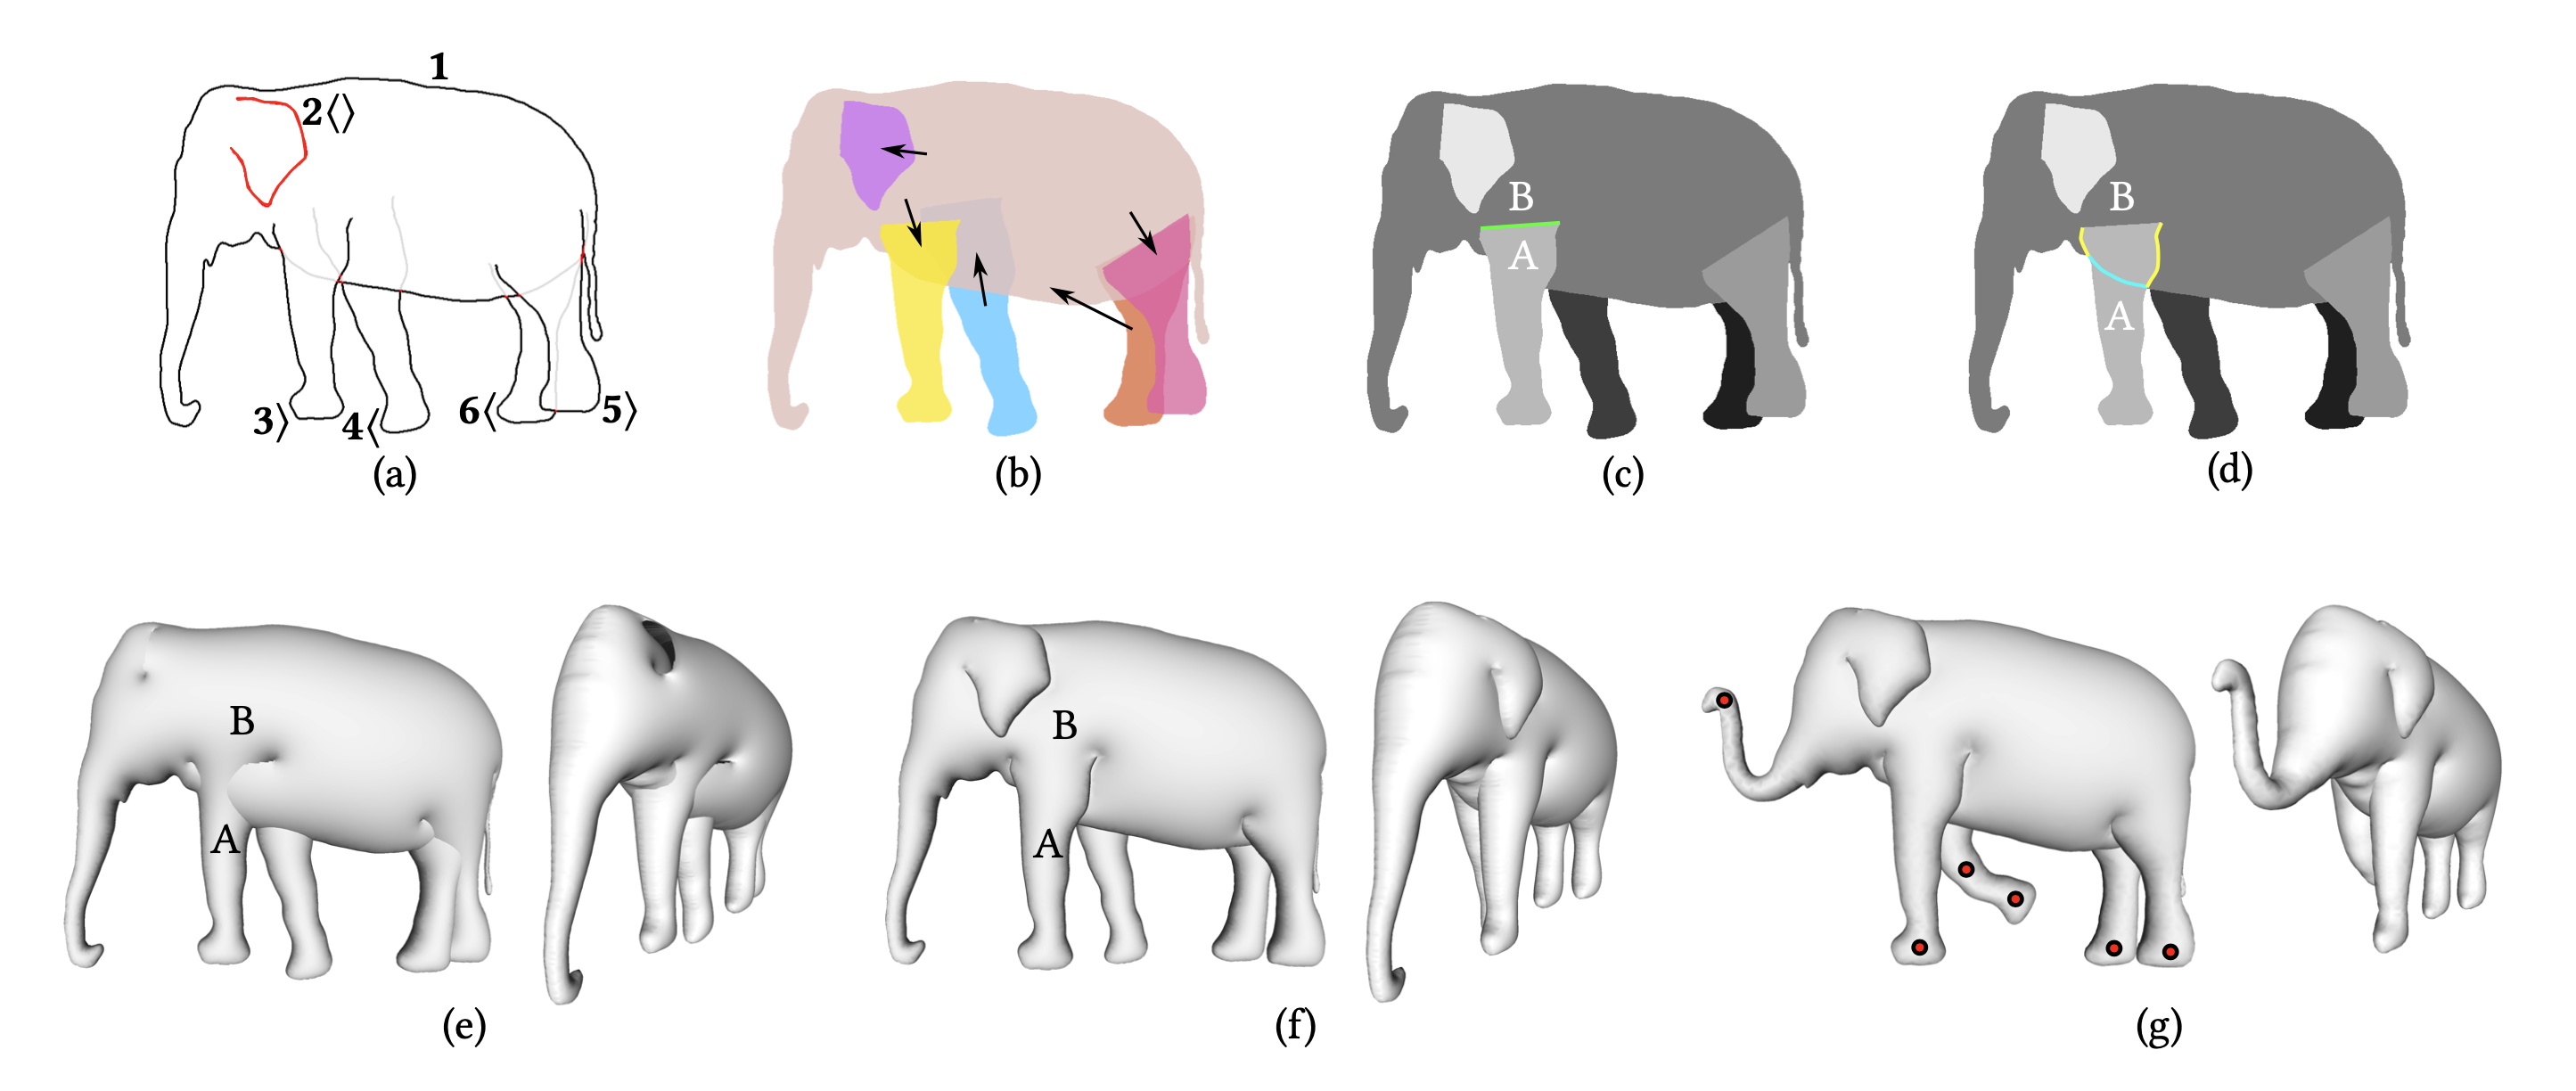 1
2⟨⟩
3⟩ 4⟨ 6⟨ 5⟩
(a) (b) (c) (d)
B B
A A
B B
A A
(e) (f) (g)